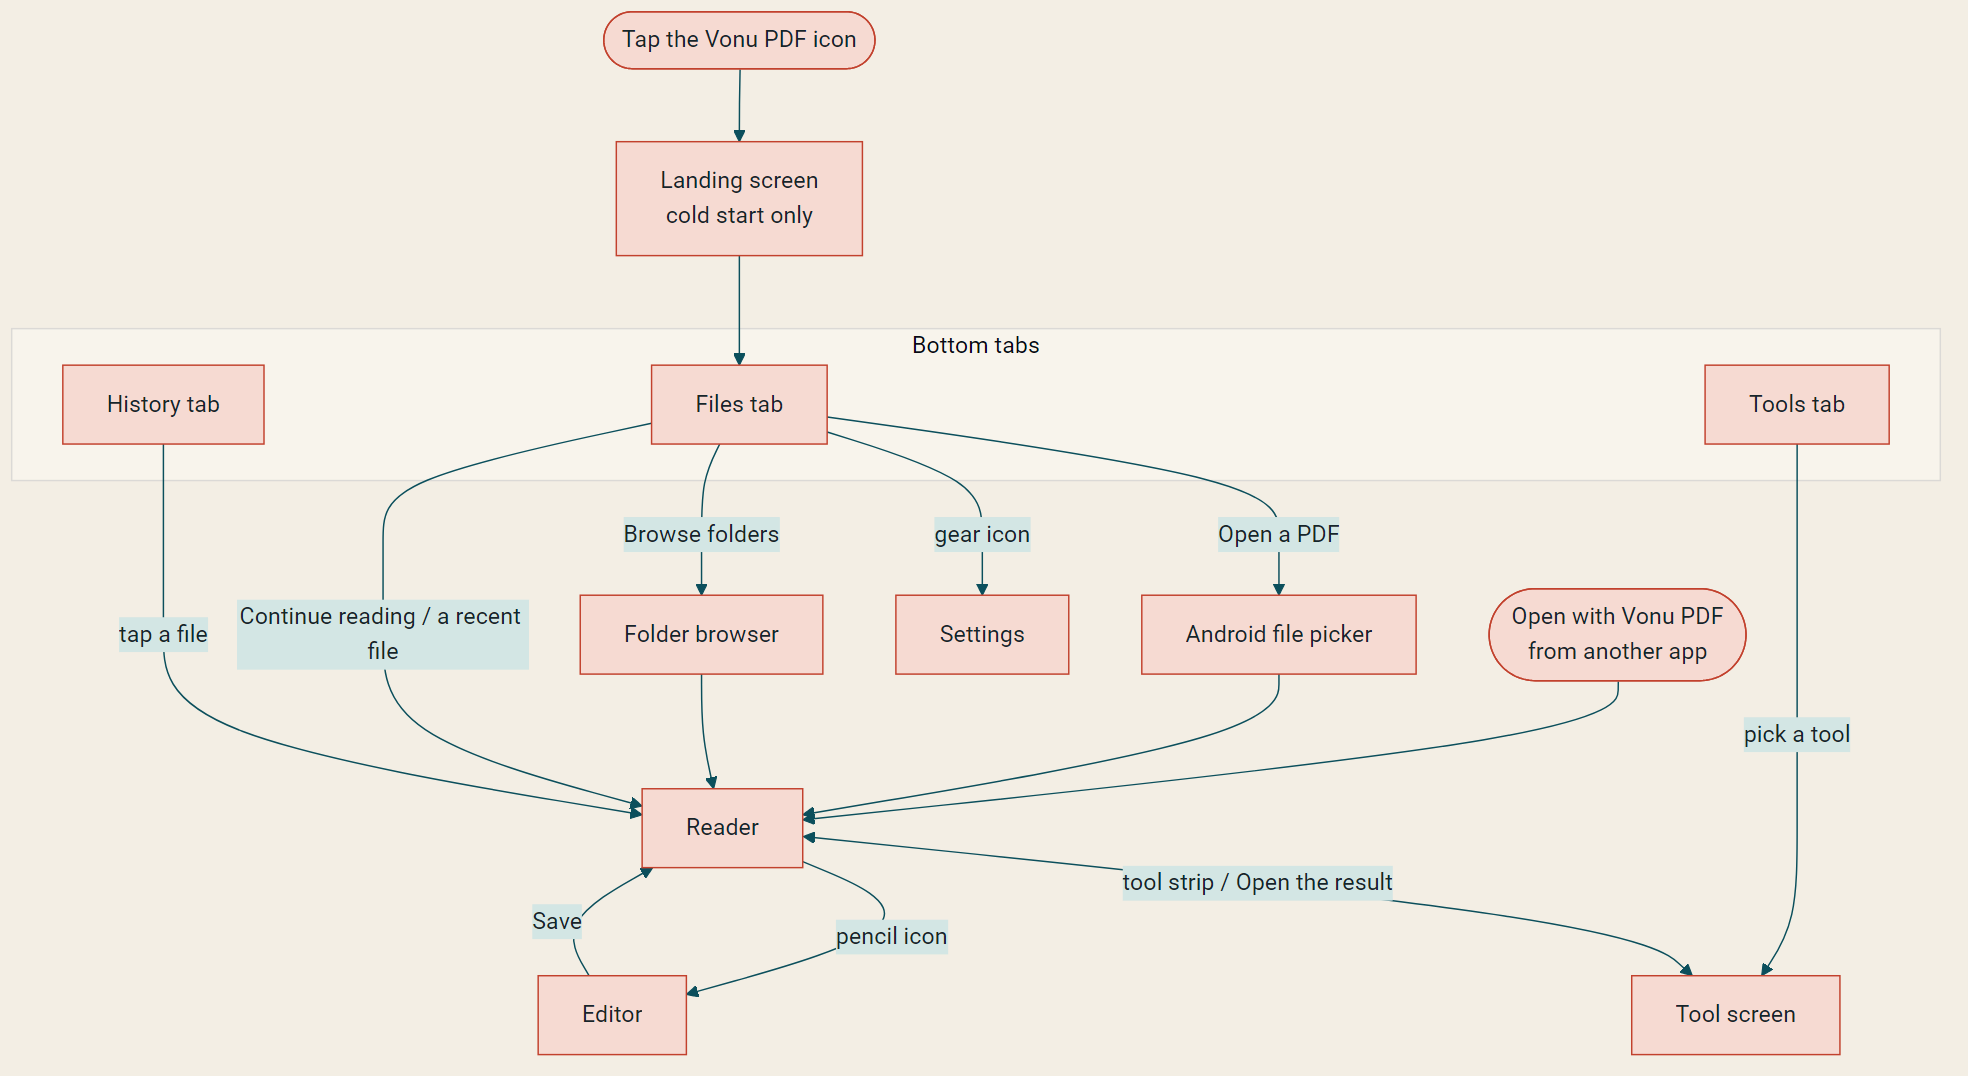 Tap the Vonu PDF icon
Landing screen
cold start only
Bottom tabs
History tab
Files tab
Tools tab
Browse folders
gear icon
Open a PDF
Continue reading / a recent
file
tap a file
Folder browser
Settings
Android file picker
Open with Vonu PDF
from another app
pick a tool
Reader
tool strip / Open the result
Save
pencil icon
Editor
Tool screen